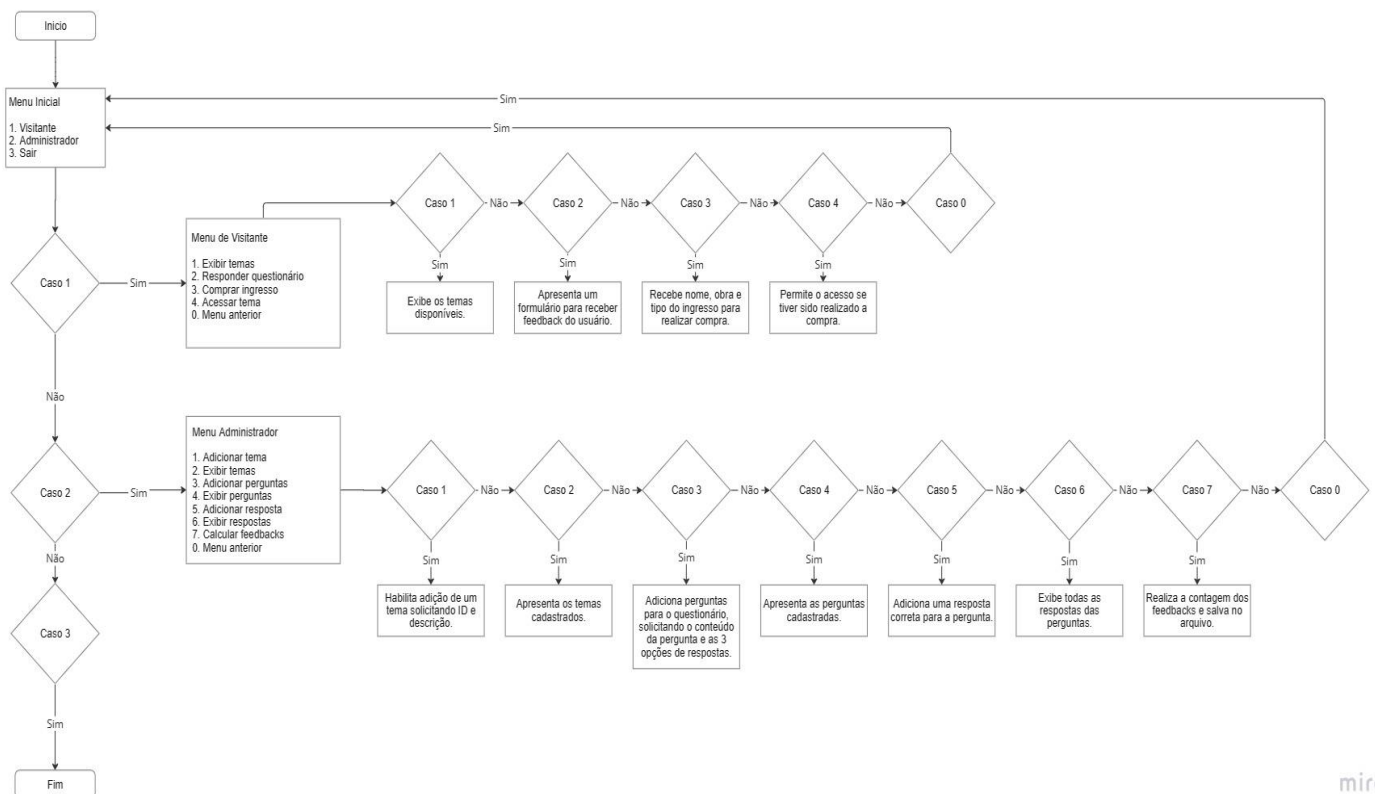 Inicio
Menu Inicial
1. Visitante
2. Administrador
3. Sair
Sim
Sim
Caso 1
Sim
Menu de Visitante
1. Exibir temas
2. Responder questionário
3. Comprar ingresso
4. Acessar tema
0. Menu anterior
Caso 1
Não
Caso 2
Não
Caso 3
Não
Caso 4
Não
Caso 0
Sim
Sim
Sim
Sim
Exibe os temas
disponíveis.
Apresenta um
formulário para receber
feedback do usuário.
Recebe nome, obra e
tipo do ingresso para
realizar compra.
Permite o acesso se
tiver sido realizado a
compra.
Não
Caso 2
Sim
Menu Administrador
1. Adicionar tema
2. Exibir temas
3. Adicionar perguntas
4. Exibir perguntas
5. Adicionar resposta
6. Exibir respostas
7. Calcular feedbacks
0. Menu anterior
Caso 1
Não
Caso 2
Não
Caso 3
Não
Caso 4
Não
Caso 5
Não
Caso 6
Não
Caso 7
Não
Caso 0
Sim
Sim
Sim
Sim
Sim
Sim
Sim
Habilita adição de um
tema solicitando ID e
descrição.
Apresenta os temas
cadastrados.
Adiciona perguntas
para o questionário,
solicitando o conteúdo
da pergunta e as 3
opções de respostas.
Apresenta as perguntas
cadastradas.
Adiciona uma resposta
correta para a pergunta.
Exibe todas as
respostas das
perguntas.
Realiza a contagem dos
feedbacks e salva no
arquivo.
Não
Caso 3
Sim
Fim